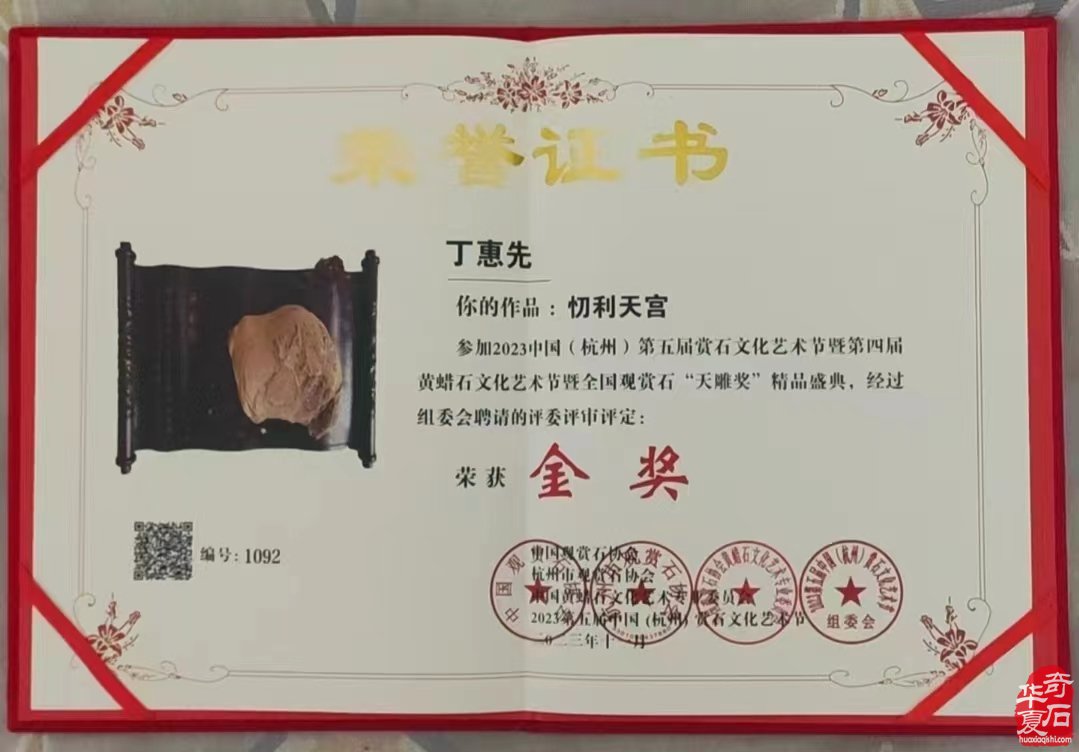 荣誉证书
丁惠先
你的作品：忉利天宫
参加2023中国（杭州）第五届赏石文化艺术节暨第四届
黄蜡石文化艺术节暨全国观赏石“天雕奖”精品盛典，经过
组委会聘请的评委评审评定：
荣获 金奖
编号：1092
中国观赏石协会
杭州市观赏石协会
中国黄蜡石文化艺术专业委员会
2023第五届中国（杭州）赏石文化艺术节
二〇二三年十一月
组委会
华夏奇石
huaxiaqishi.com